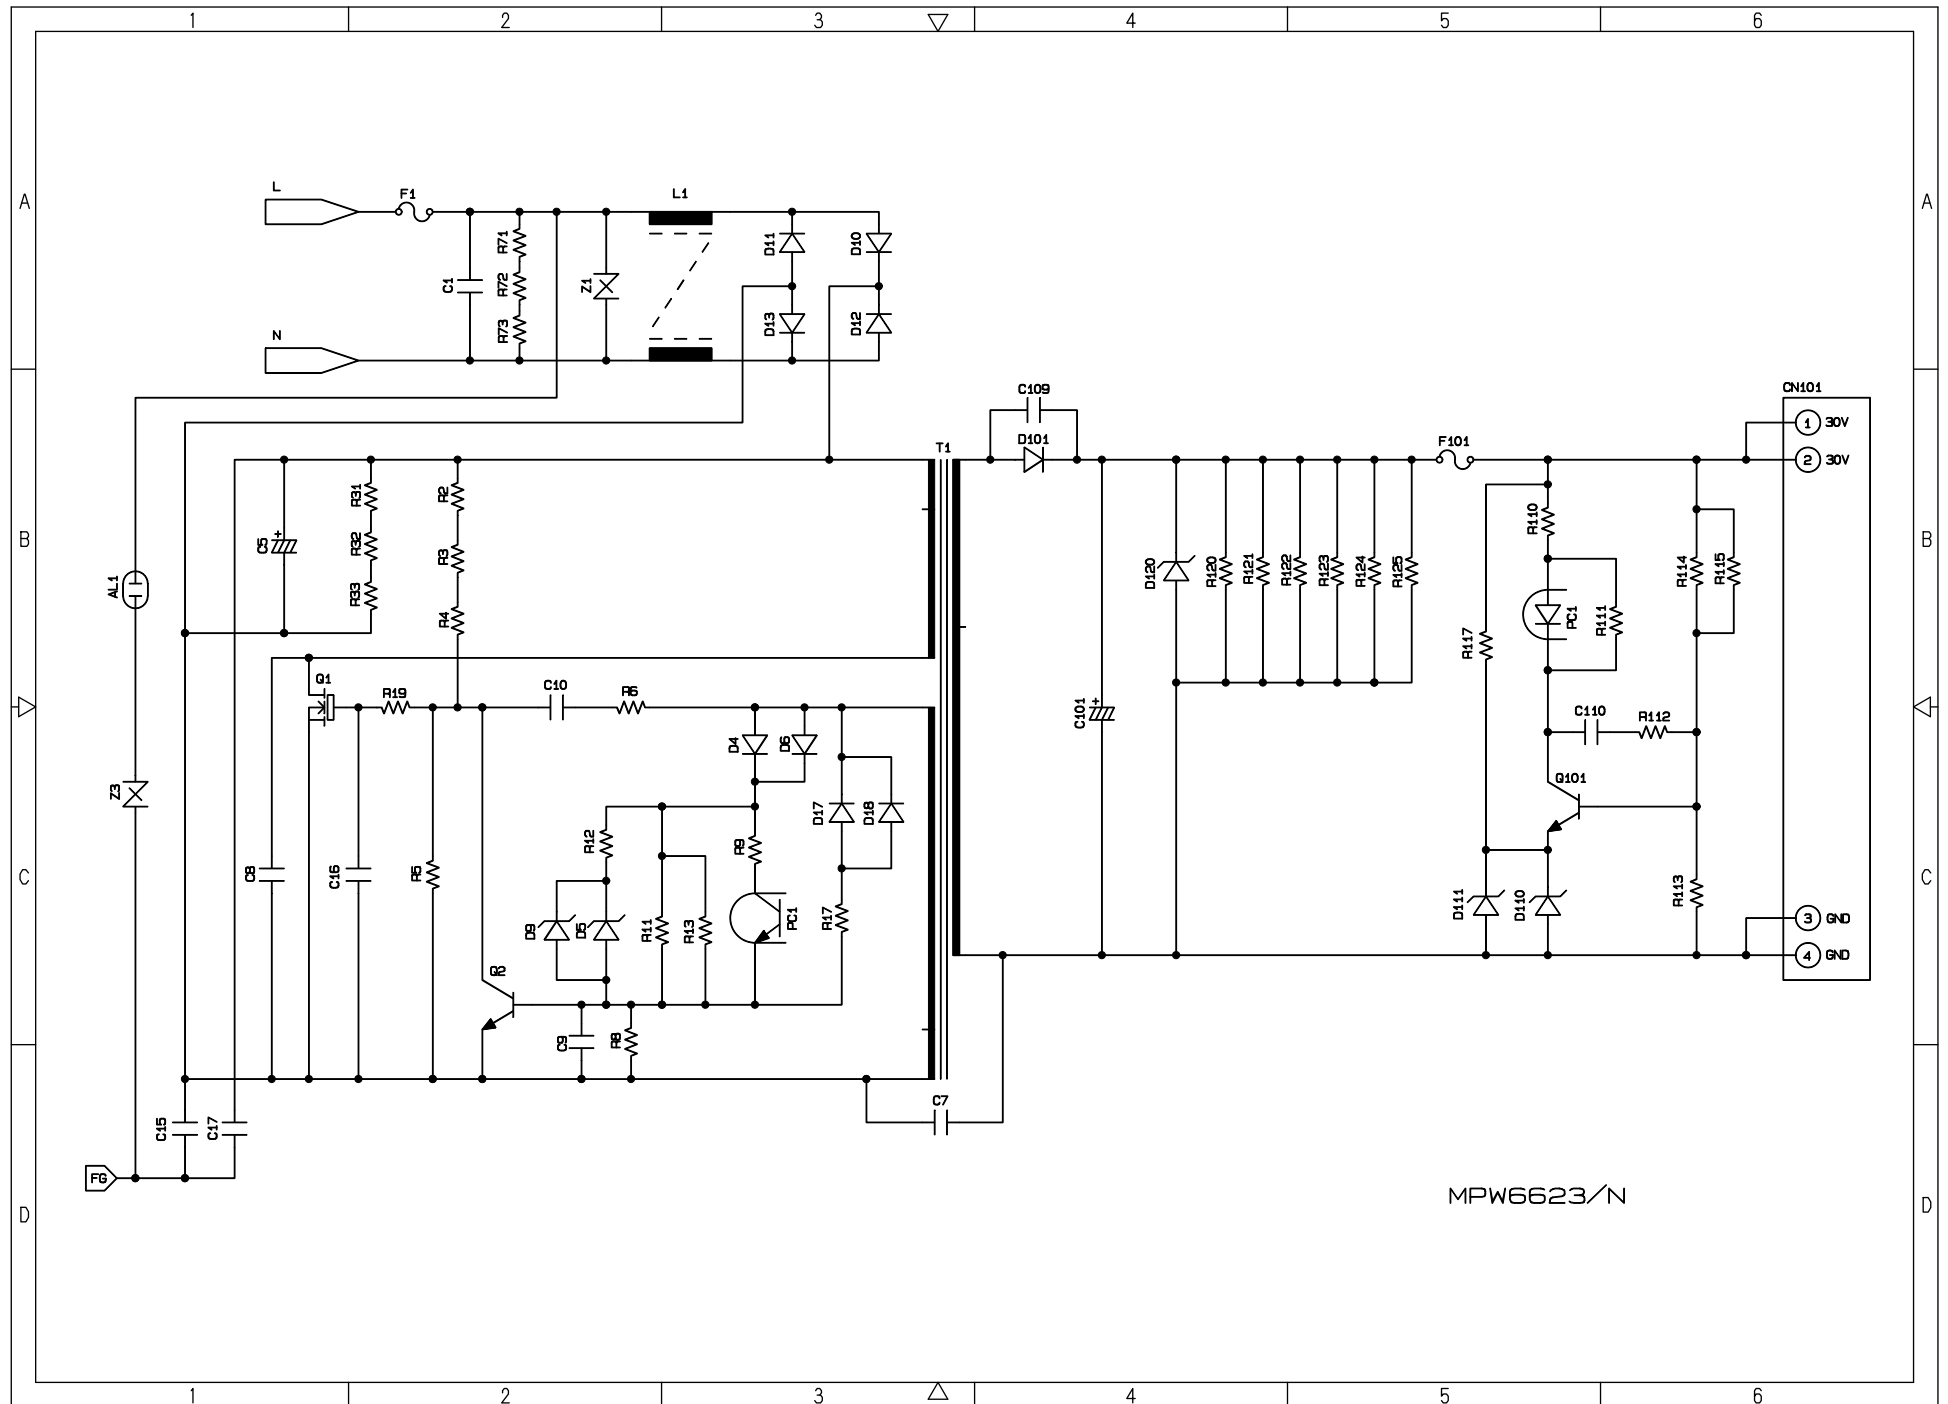 1 2 3 4 5 6
A A
L F1 L1
R71 D11 D10
C1 R72 Z1
R73 D13 D12
N
C109 CN101
1 30V
D101 F101
T1 2 30V
R31 R2
R110
B B
C5 R32 R3
D120 R120 R121 R122 R123 R124 R125 R114 R115
AL1 R33 R4
PC1 R111
R117
Q1 R19 C10 R6
C101 C110 R112
D4 D6
Q101
Z3 D17 D18
R12 R9
C C
C8 C16 R5
D111 D110 R113
D9 D5 R11 R13 PC1 R17
3 GND
4 GND
Q2
C9 R8
C7
C15 C17
FG
MPW6623/N
D D
1 2 3 4 5 6